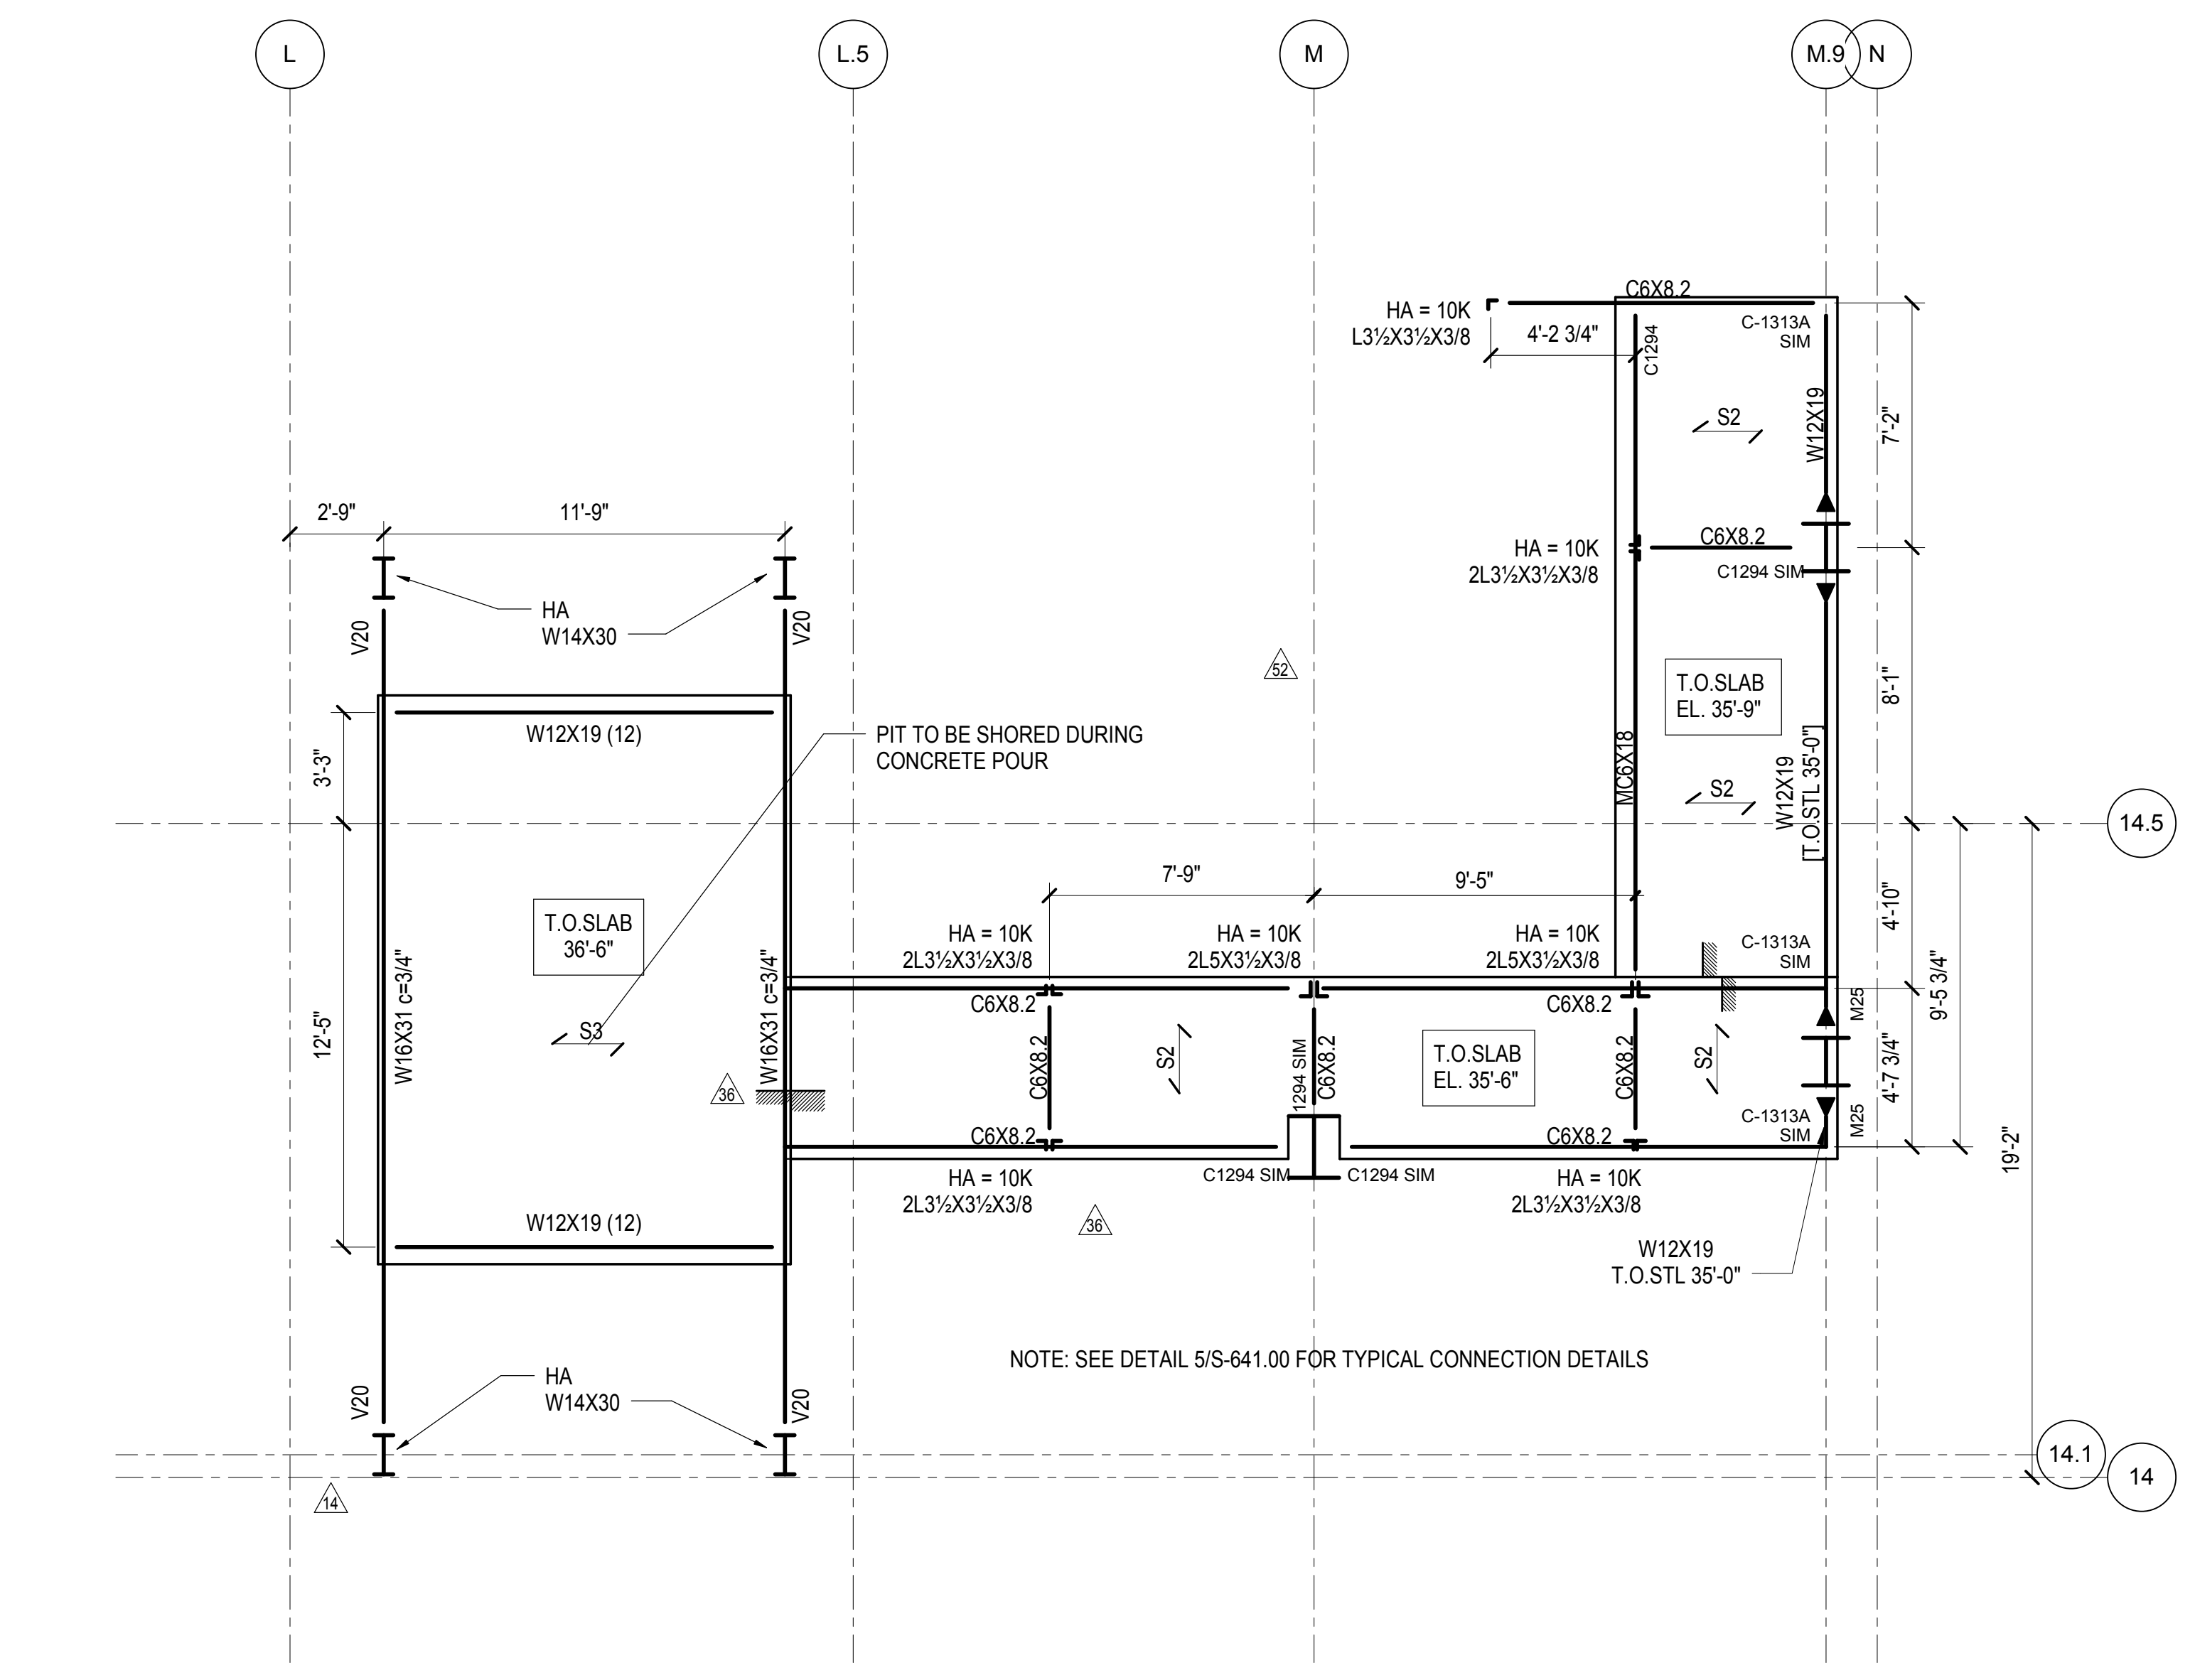 L
L.5
M
M.9
N
C6X8.2
HA = 10K
L3½X3½X3/8
4'-2 3/4"
C1294
C-1313A
SIM
S2
W12X19
7'-2"
2'-9"
11'-9"
C6X8.2
HA = 10K
2L3½X3½X3/8
C1294 SIM
HA
W14X30
V20
V20
52
T.O.SLAB
EL. 35'-9"
8'-1"
W12X19 (12)
PIT TO BE SHORED DURING
CONCRETE POUR
3'-3"
MC6X18
S2
W12X19
[T.O.STL 35'-0"]
14.5
7'-9"
9'-5"
4'-10"
T.O.SLAB
36'-6"
HA = 10K
2L3½X3½X3/8
HA = 10K
2L5X3½X3/8
HA = 10K
2L5X3½X3/8
C-1313A
SIM
9'-5 3/4"
W16X31 c=3/4"
W16X31 c=3/4"
12'-5"
S3
C6X8.2
C6X8.2
M25
C6X8.2
S2
1294 SIM
C6X8.2
T.O.SLAB
EL. 35'-6"
C6X8.2
S2
4'-7 3/4"
36
C6X8.2
C6X8.2
C-1313A
SIM
M25
19'-2"
HA = 10K
2L3½X3½X3/8
C1294 SIM
C1294 SIM
HA = 10K
2L3½X3½X3/8
36
W12X19 (12)
W12X19
T.O.STL 35'-0"
NOTE: SEE DETAIL 5/S-641.00 FOR TYPICAL CONNECTION DETAILS
HA
W14X30
V20
V20
14.1
14
14